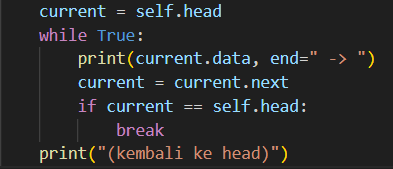 current = self.head
while True:
    print(current.data, end=" -> ")
    current = current.next
    if current == self.head:
        break
print("(kembali ke head)")